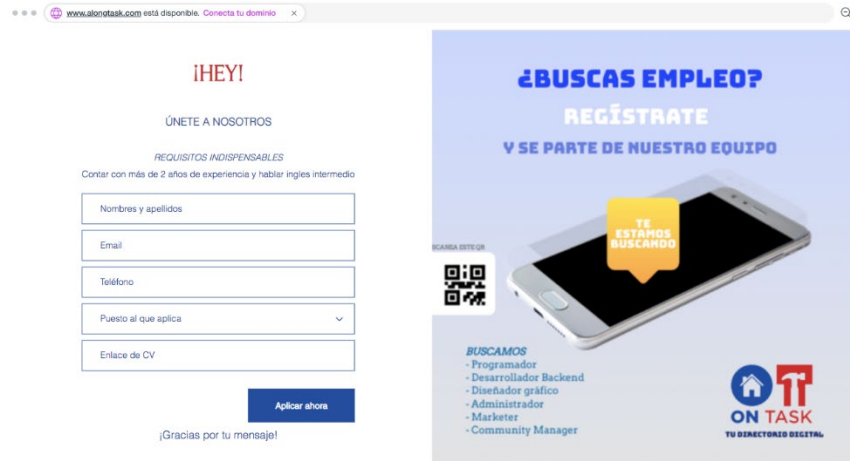 www.alongtask.com está disponible. Conecta tu dominio
¡HEY!
ÚNETE A NOSOTROS
REQUISITOS INDISPENSABLES
Contar con más de 2 años de experiencia y hablar ingles intermedio
Nombres y apellidos
Email
Teléfono
Puesto al que aplica
Enlace de CV
Aplicar ahora
¡Gracias por tu mensaje!
¿BUSCAS EMPLEO?
REGÍSTRATE
Y SE PARTE DE NUESTRO EQUIPO
TE
ESTAMOS
BUSCANDO
SCANEA ESTE QR
BUSCAMOS
- Programador
- Desarrollador Backend
- Diseñador gráfico
- Administrador
- Marketer
- Community Manager
ON TASK
TU DIRECTORIO DIGITAL